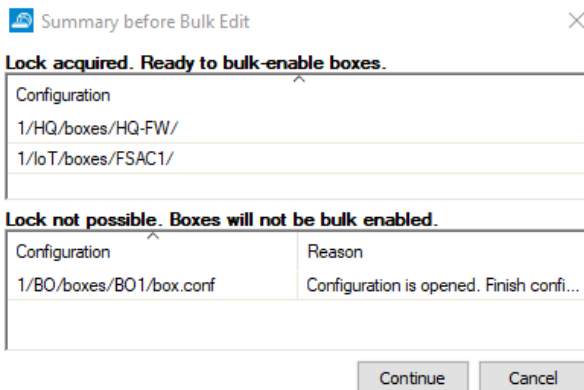 Summary before Bulk Edit
Lock acquired. Ready to bulk-enable boxes.
Configuration
1/HQ/boxes/HQ-FW/
1/IoT/boxes/FSAC1/
Lock not possible. Boxes will not be bulk enabled.
Configuration Reason
1/BO/boxes/BO1/box.conf Configuration is opened. Finish confi...
Continue Cancel